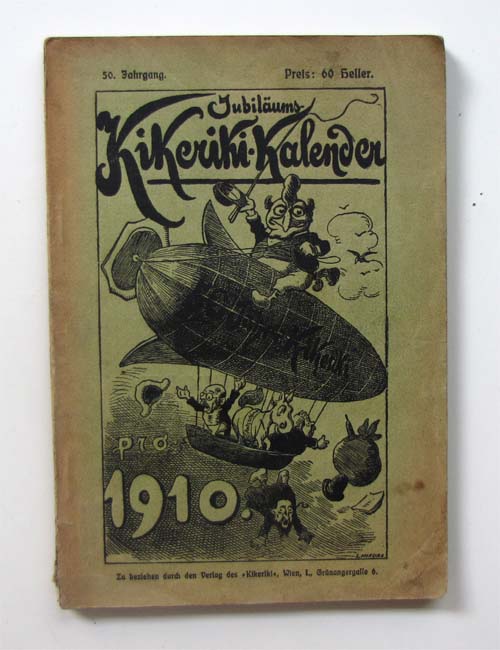 50. Jahrgang. Preis: 60 Heller.
Jubiläums
Kikeriki-Kalender
Kikeriki
pro
1910.
Zu beziehen durch den Verlag des »Kikeriki«, Wien, I., Grünangergasse 6.